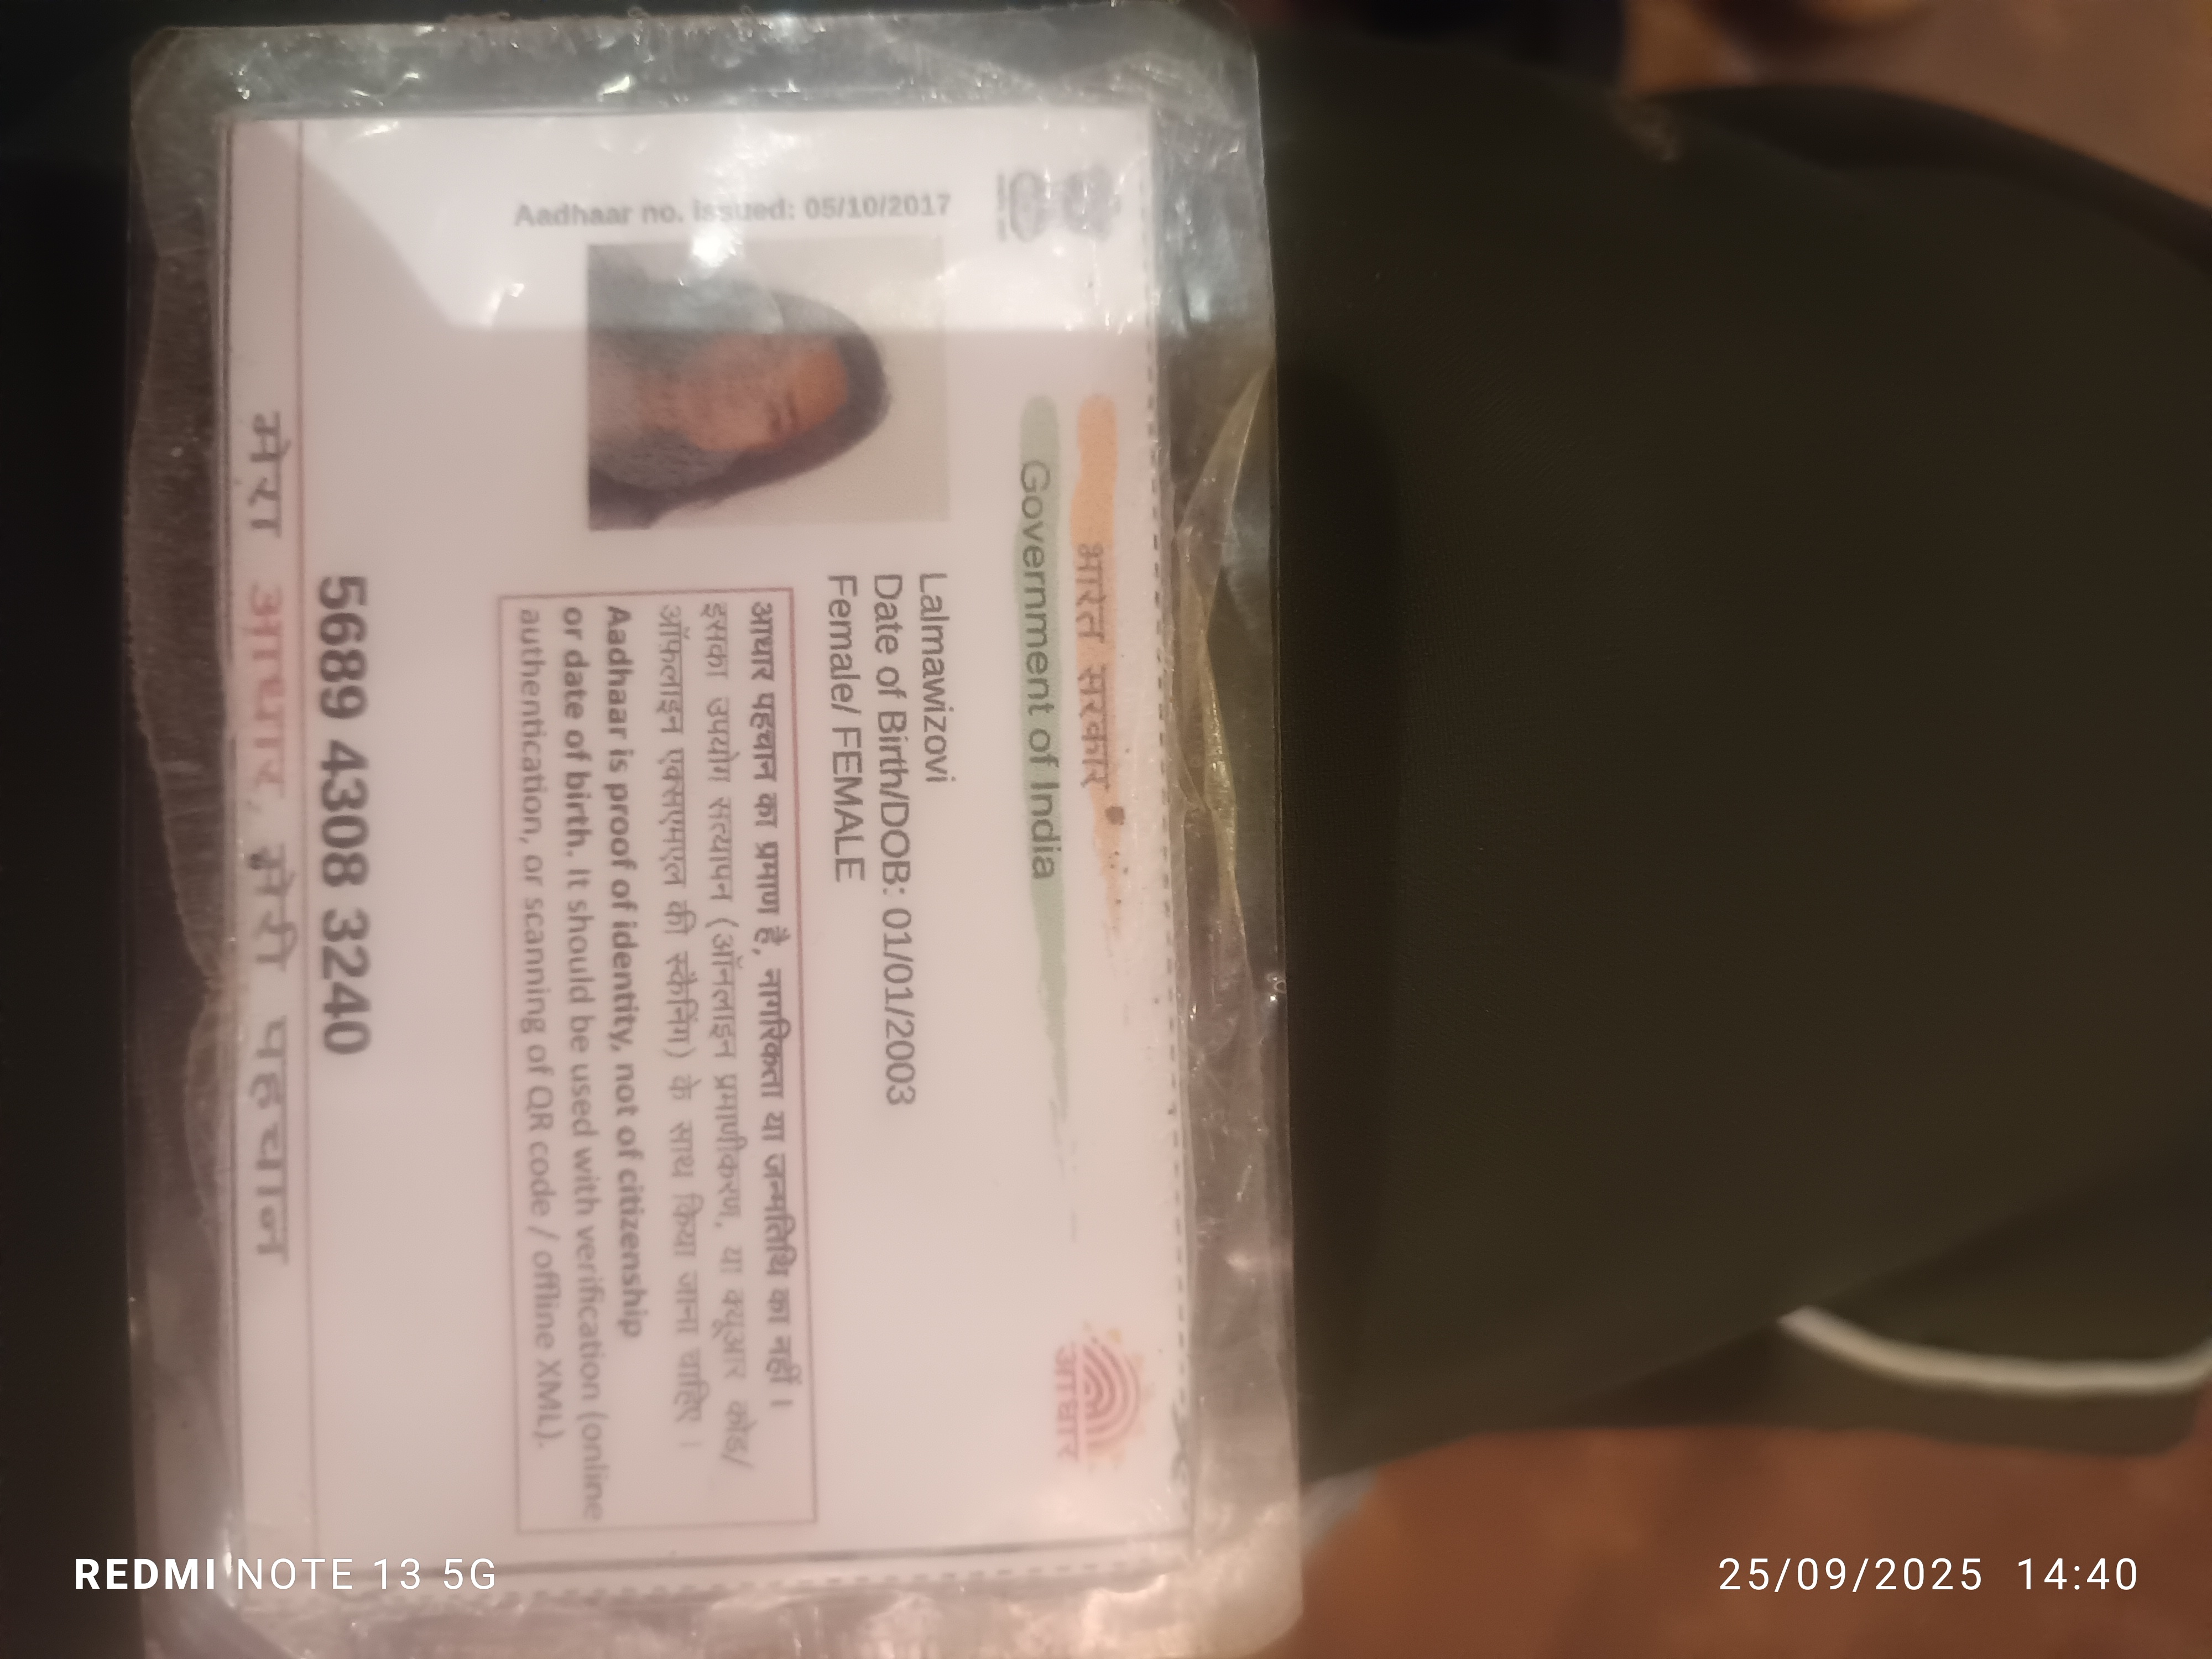 भारत सरकार
Government of India
Aadhaar no. issued: 05/10/2017
Lalmawizovi
Date of Birth/DOB: 01/01/2003
Female/ FEMALE
आधार पहचान का प्रमाण है, नागरिकता या जन्मतिथि का नहीं ।
इसका उपयोग सत्यापन (ऑनलाइन प्रमाणीकरण, या क्यूआर कोड/
ऑफलाइन एक्सएमएल की स्कैनिंग) के साथ किया जाना चाहिए ।
Aadhaar is proof of identity, not of citizenship
or date of birth. It should be used with verification (online
authentication, or scanning of QR code / offline XML).
5689 4308 3240
मेरा आधार, मेरी पहचान
आधार
REDMI NOTE 13 5G
25/09/2025 14:40